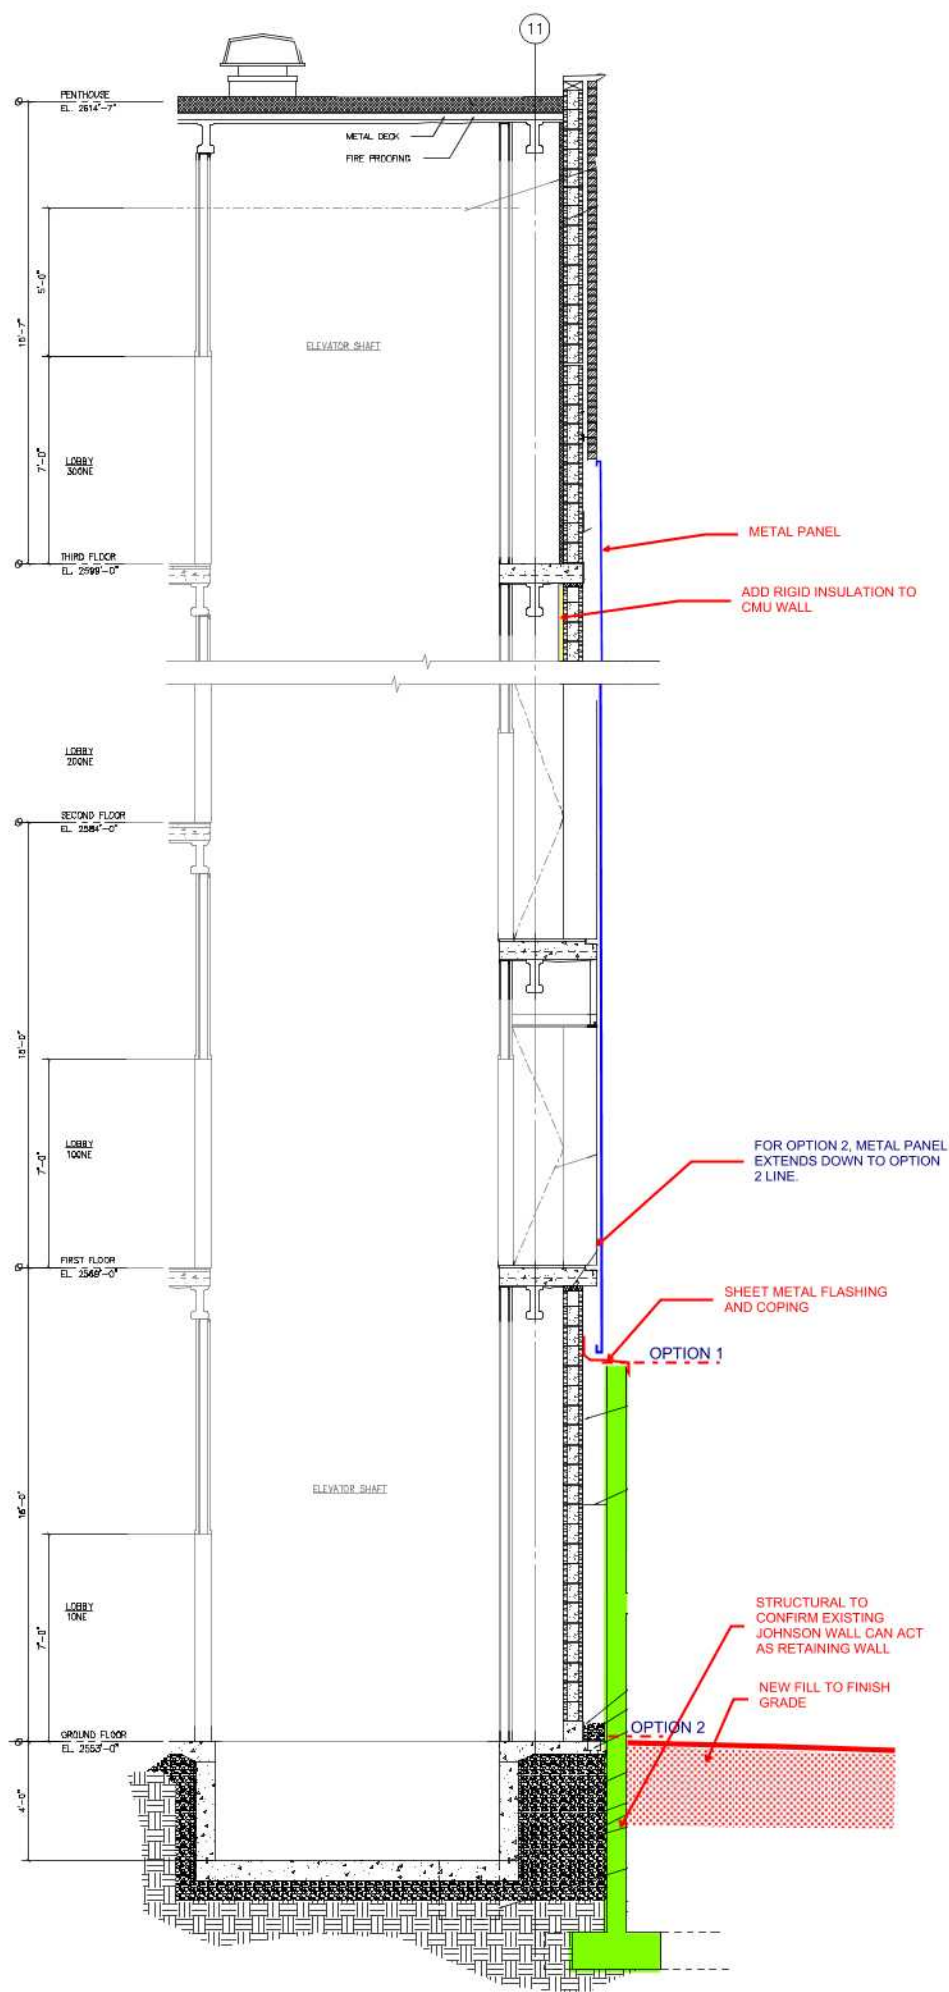 11
PENTHOUSE
EL. 2614'-7"
METAL DECK
FIRE PROOFING
5'-0"
15'-7"
ELEVATOR SHAFT
7'-0"
LOBBY
300NE
METAL PANEL
THIRD FLOOR
EL. 2599'-0"
ADD RIGID INSULATION TO
CMU WALL
LOBBY
200NE
SECOND FLOOR
EL. 2584'-0"
15'-0"
LOBBY
100NE
7'-0"
FOR OPTION 2, METAL PANEL
EXTENDS DOWN TO OPTION
2 LINE.
FIRST FLOOR
EL. 2569'-0"
SHEET METAL FLASHING
AND COPING
OPTION 1
ELEVATOR SHAFT
16'-0"
LOBBY
10NE
7'-0"
STRUCTURAL TO
CONFIRM EXISTING
JOHNSON WALL CAN ACT
AS RETAINING WALL
NEW FILL TO FINISH
GRADE
OPTION 2
GROUND FLOOR
EL. 2553'-0"
4'-0"